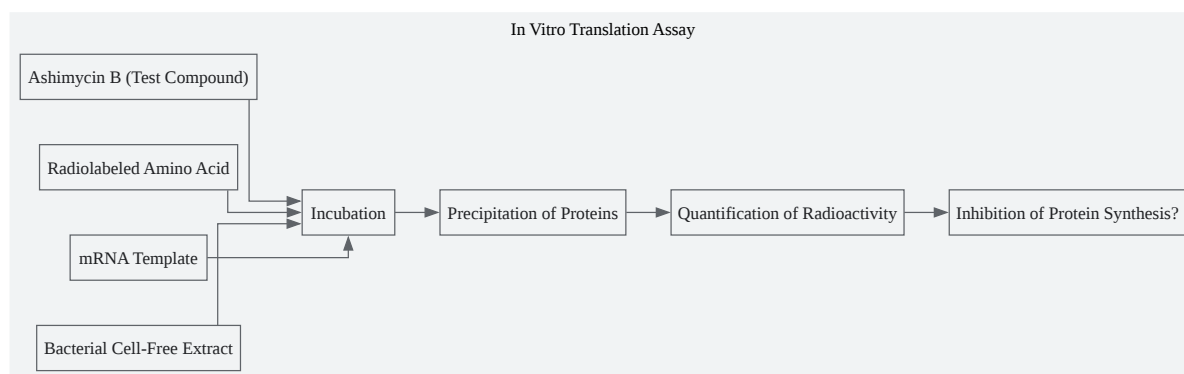 In Vitro Translation Assay
Ashimycin B (Test Compound)
Radiolabeled Amino Acid
Incubation
Precipitation of Proteins
Quantification of Radioactivity
Inhibition of Protein Synthesis?
mRNA Template
Bacterial Cell-Free Extract